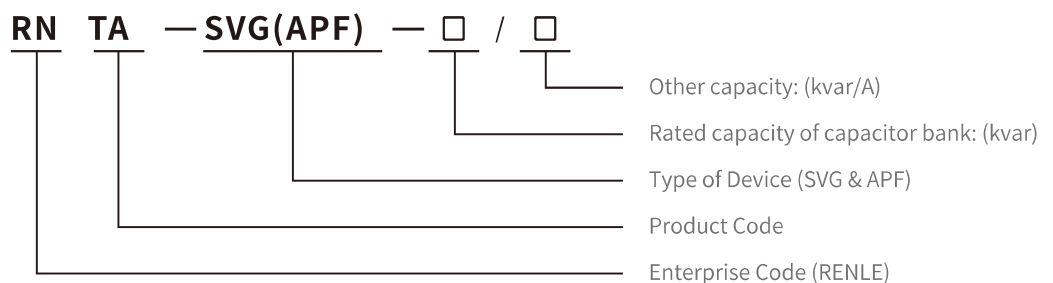 RN TA —SVG(APF) —□ / □
Other capacity: (kvar/A)
Rated capacity of capacitor bank: (kvar)
Type of Device (SVG & APF)
Product Code
Enterprise Code (RENLE)